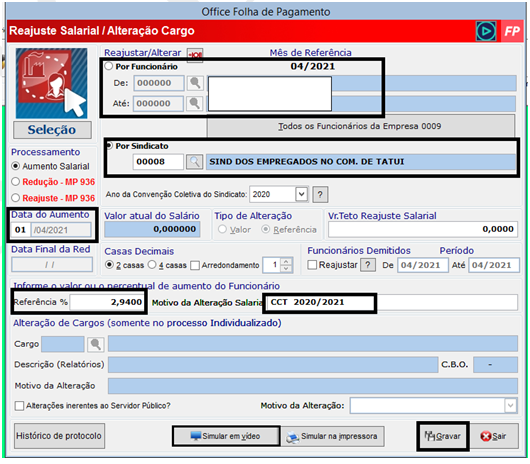 Office Folha de Pagamento
Reajuste Salarial / Alteração Cargo
FP
Reajustar/Alterar
Mês de Referência
Por Funcionário
04/2021
De: 000000
Até: 000000
Todos os Funcionários da Empresa 0009
Seleção
Por Sindicato
00008 SIND DOS EMPREGADOS NO COM. DE TATUI
Processamento
Aumento Salarial
Redução - MP 936
Reajuste - MP 936
Ano da Convenção Coletiva do Sindicato: 2020 ?
Data do Aumento
01 /04/2021
Valor atual do Salário
0,000000
Tipo de Alteração
Valor Referência
Vr.Teto Reajuste Salarial
0,0000
Data Final da Red
/ /
Casas Decimais
2 casas 4 casas Arredondamento 1
Funcionários Demitidos Período
Reajustar ? De 04/2021 Até 04/2021
Informe o valor ou o percentual de aumento do Funcionário
Referência % 2,9400 Motivo da Alteração Salarial CCT 2020/2021
Alteração de Cargos (somente no processo Individualizado)
Cargo
Descrição (Relatórios) C.B.O. -
Motivo da Alteração
Alterações inerentes ao Servidor Público? Motivo da Alteração:
Histórico de protocolo
Simular em vídeo
Simular na impressora
Gravar
Sair